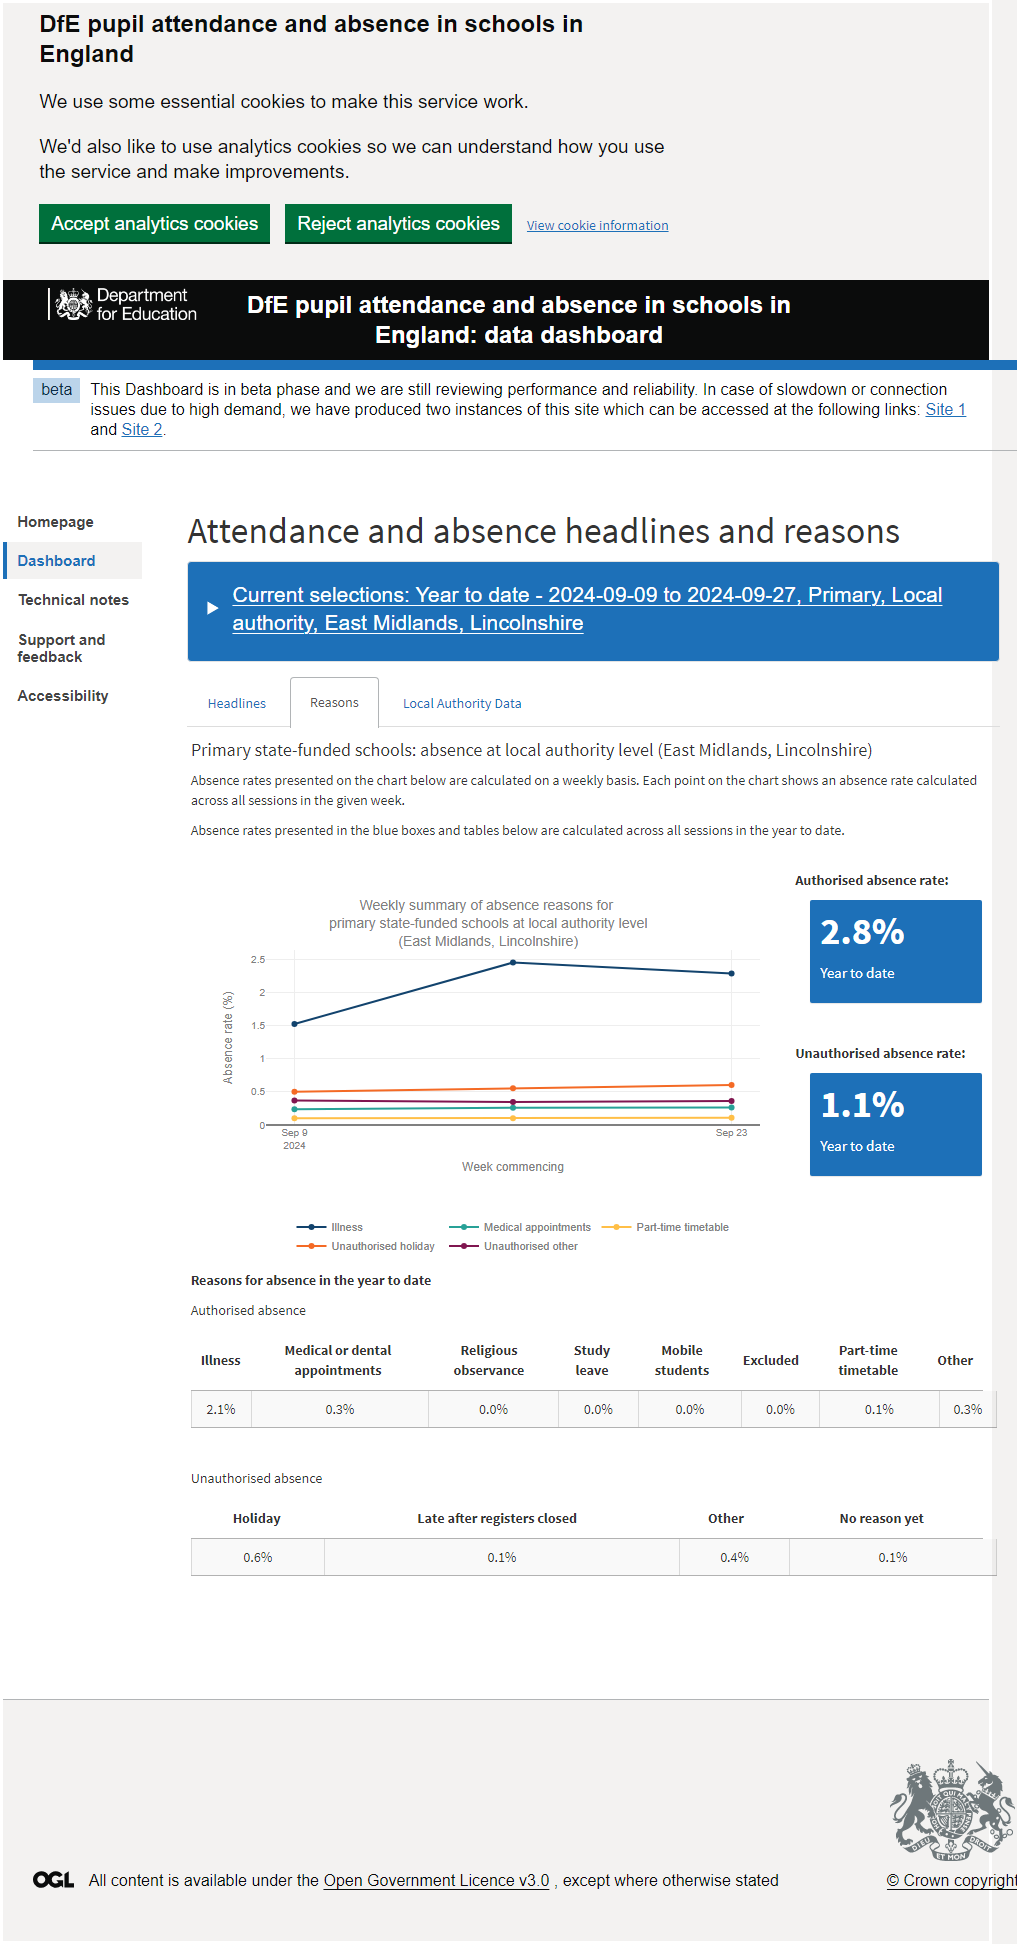 DfE pupil attendance and absence in schools in
England
We use some essential cookies to make this service work.
We'd also like to use analytics cookies so we can understand how you use
the service and make improvements.
Accept analytics cookies
Reject analytics cookies
View cookie information
Department
for Education
DfE pupil attendance and absence in schools in
England: data dashboard
beta
This Dashboard is in beta phase and we are still reviewing performance and reliability. In case of slowdown or connection
issues due to high demand, we have produced two instances of this site which can be accessed at the following links: Site 1
and Site 2.
Homepage
Dashboard
Technical notes
Support and
feedback
Accessibility
Attendance and absence headlines and reasons
Current selections: Year to date - 2024-09-09 to 2024-09-27, Primary, Local
authority, East Midlands, Lincolnshire
Headlines
Reasons
Local Authority Data
Primary state-funded schools: absence at local authority level (East Midlands, Lincolnshire)
Absence rates presented on the chart below are calculated on a weekly basis. Each point on the chart shows an absence rate calculated
across all sessions in the given week.
Absence rates presented in the blue boxes and tables below are calculated across all sessions in the year to date.
Weekly summary of absence reasons for
primary state-funded schools at local authority level
(East Midlands, Lincolnshire)
Absence rate (%)
2.5
2
1.5
1
0.5
0
Sep 9
2024
Sep 23
Week commencing
Illness
Medical appointments
Part-time timetable
Unauthorised holiday
Unauthorised other
Authorised absence rate:
2.8%
Year to date
Unauthorised absence rate:
1.1%
Year to date
Reasons for absence in the year to date
Authorised absence
Illness
Medical or dental
appointments
Religious
observance
Study
leave
Mobile
students
Excluded
Part-time
timetable
Other
2.1% 0.3% 0.0% 0.0% 0.0% 0.0% 0.1% 0.3%
Unauthorised absence
Holiday Late after registers closed Other No reason yet
0.6% 0.1% 0.4% 0.1%
DIEU ET MON DROIT
OGL
All content is available under the Open Government Licence v3.0 , except where otherwise stated
© Crown copyright